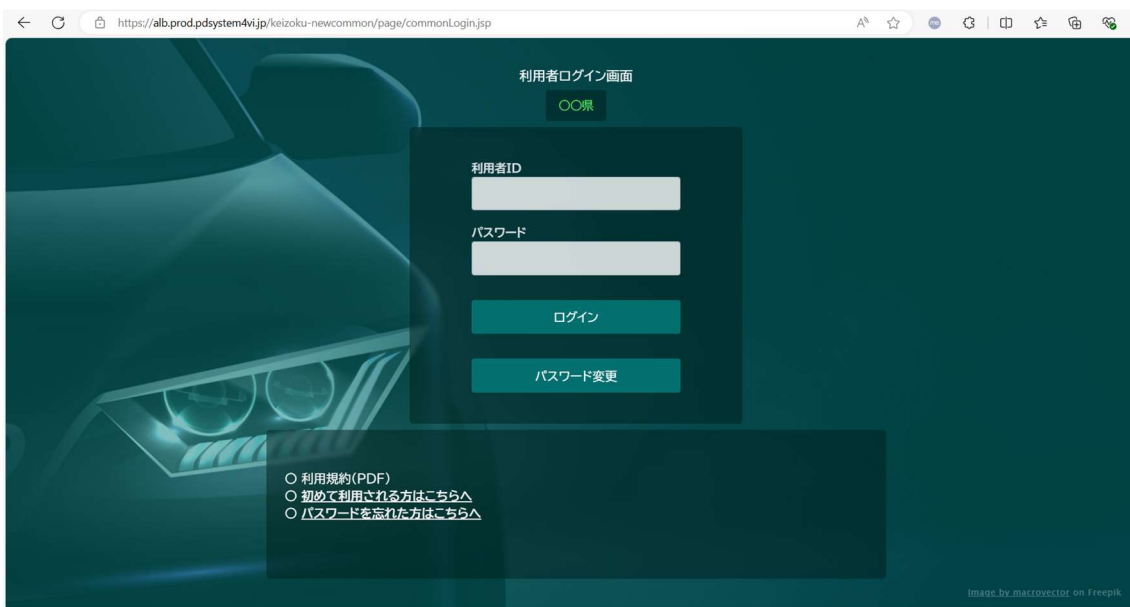 https://alb.prod.pdsystem4vi.jp/keizoku-newcommon/page/commonLogin.jsp
利用者ログイン画面
〇〇県
利用者ID
パスワード
ログイン
パスワード変更
〇 利用規約(PDF)
〇 初めて利用される方はこちらへ
〇 パスワードを忘れた方はこちらへ
Image by macrovector on Freepik